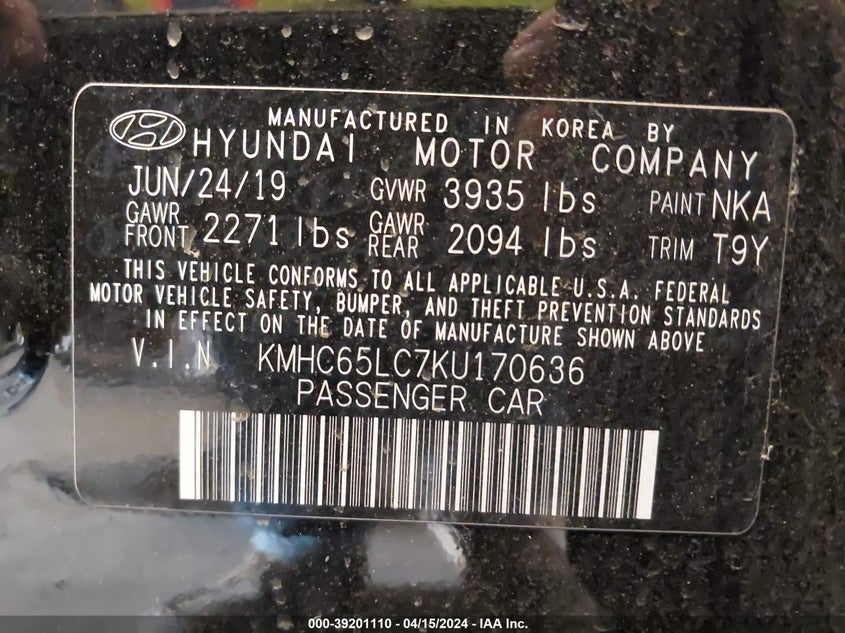 MANUFACTURED IN KOREA BY
HYUNDAI MOTOR COMPANY
JUN/24/19 GVWR 3935 lbs PAINT NKA
GAWR FRONT 2271 lbs GAWR REAR 2094 lbs TRIM T9Y
THIS VEHICLE CONFORMS TO ALL APPLICABLE U.S.A. FEDERAL
MOTOR VEHICLE SAFETY, BUMPER, AND THEFT PREVENTION STANDARDS
IN EFFECT ON THE DATE OF MANUFACTURE SHOWN ABOVE
V.I.N KMHC65LC7KU170636
PASSENGER CAR
000-39201110 - 04/15/2024 - IAA Inc.